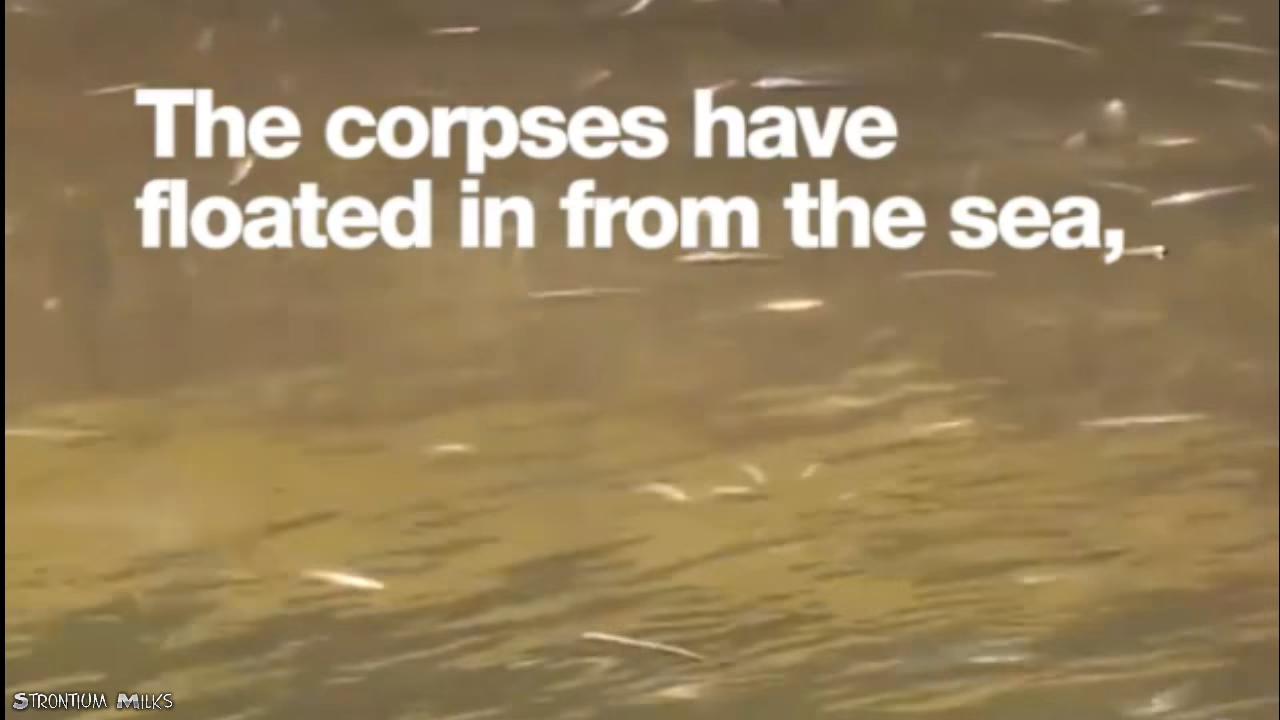 The corpses have
floated in from the sea,
STRONTIUM MILKS